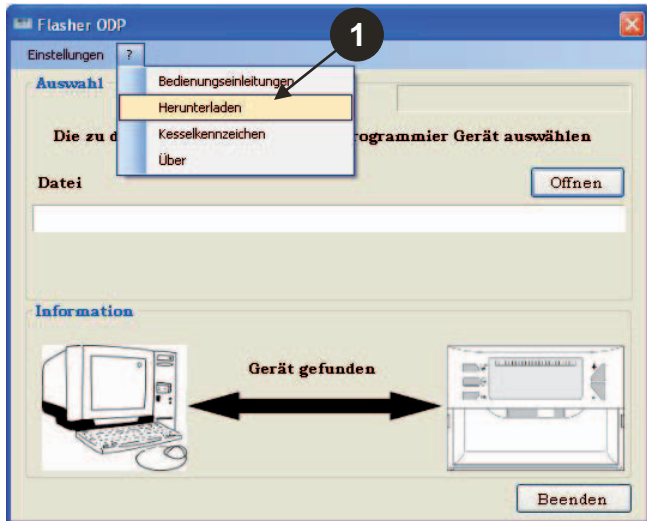 Flasher ODP
1
Einstellungen ?
Auswahl
Bedienungseinleitungen
Herunterladen
Kesselkennzeichen
Über
Die zu d
rogrammier Gerät auswählen
Datei
Offnen
Information
Gerät gefunden
Beenden